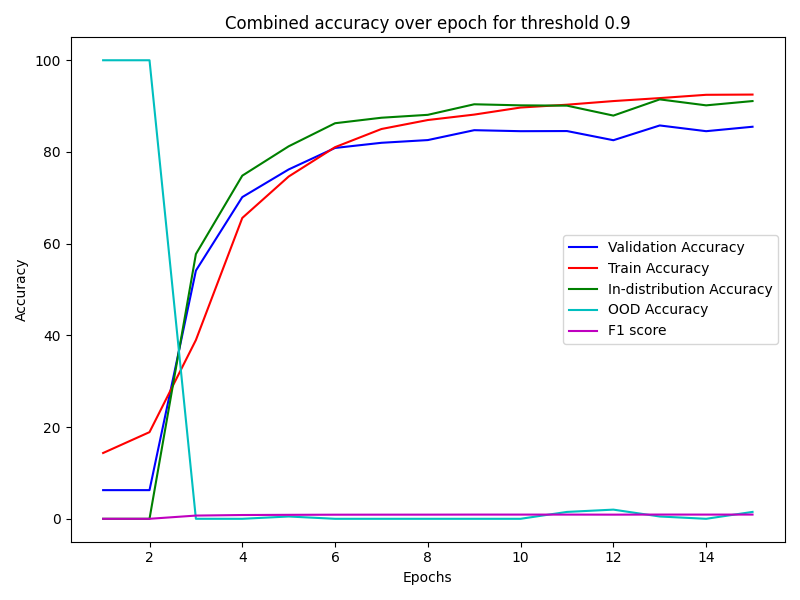 Combined accuracy over epoch for threshold 0.9
100
80
60
40
20
0
Accuracy
Validation Accuracy
Train Accuracy
In-distribution Accuracy
OOD Accuracy
F1 score
2 4 6 8 10 12 14
Epochs